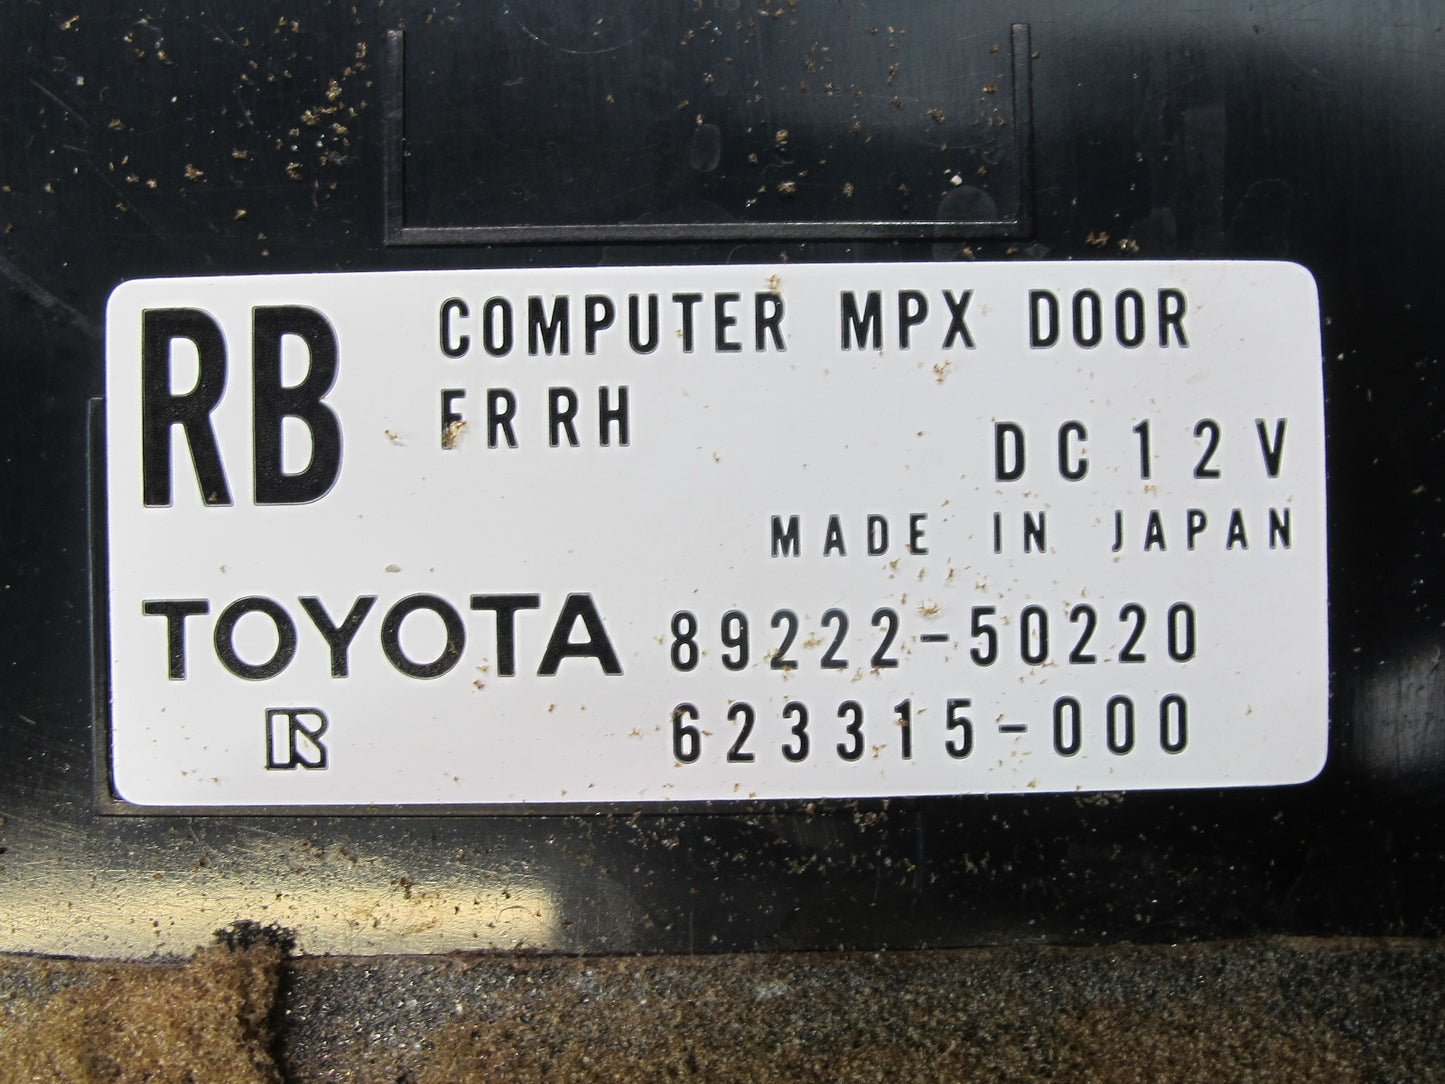 RB
COMPUTER MPX DOOR
FRRH
DC12V
MADE IN JAPAN
TOYOTA 89222-50220
R 623315-000